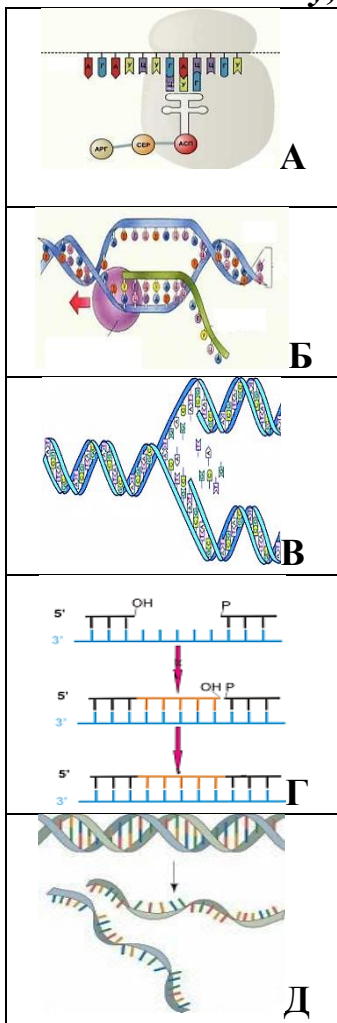 А Г А У Ц У Г А Ц Ц Г У
Ц У Г
АРГ СЕР АСП
А
Б
В
OH P
5'
3'
OH P
5'
3'
5'
3'
Г
Д